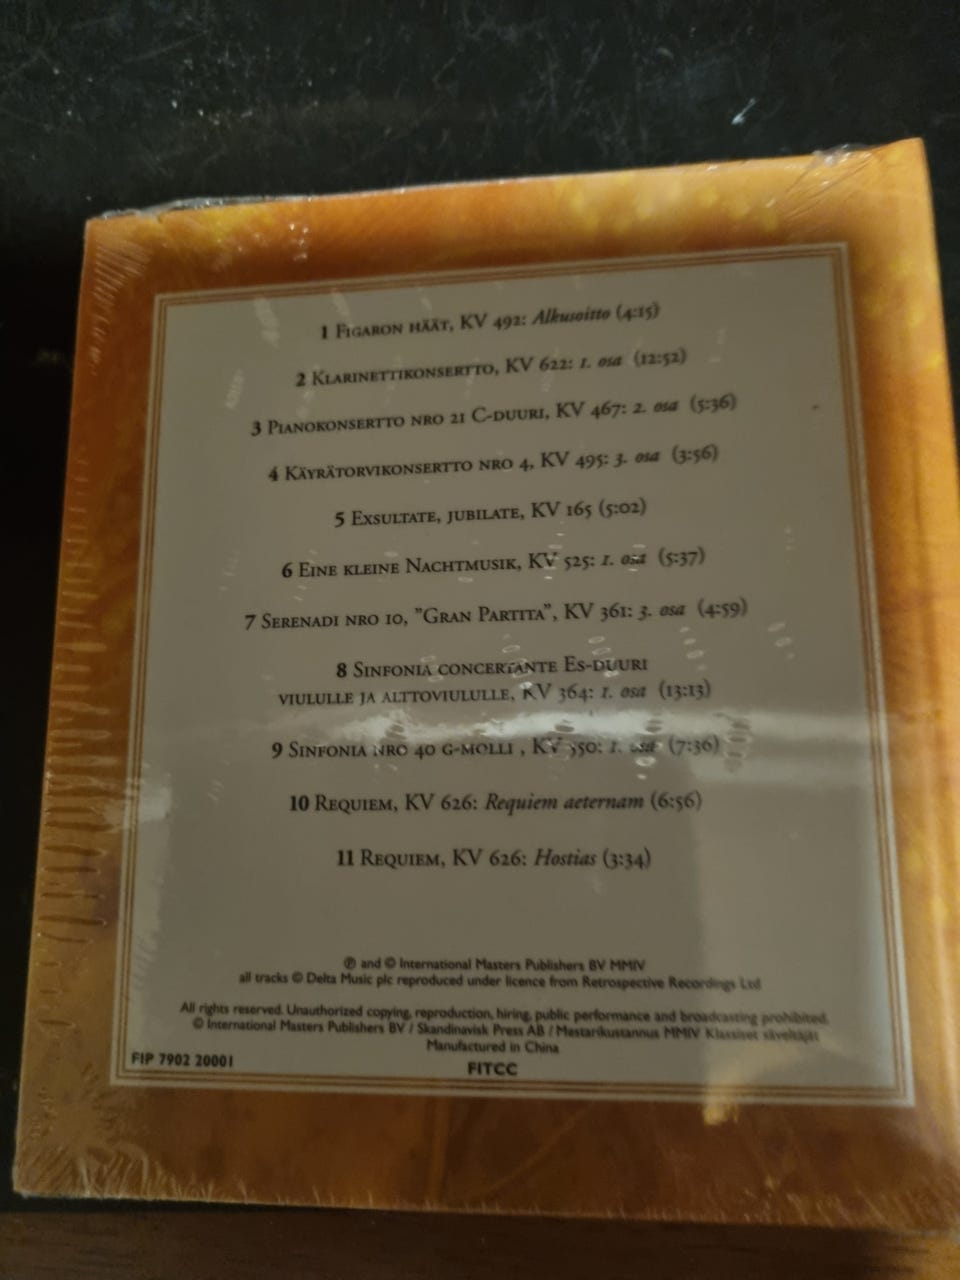 1 Figaron häät, KV 492: Alkusoitto (4:15)
2 Klarinettikonsertto, KV 622: 1. osa (12:52)
3 Pianokonsertto nro 21 C-duuri, KV 467: 2. osa (5:36)
4 Käyrätorvikonsertto nro 4, KV 495: 3. osa (3:56)
5 Exsultate, jubilate, KV 165 (5:02)
6 Eine kleine Nachtmusik, KV 525: 1. osa (5:37)
7 Serenadi nro 10, ”Gran Partita”, KV 361: 3. osa (4:59)
8 Sinfonia concertante Es-duuri
viululle ja alttoviululle, KV 364: 1. osa (13:13)
9 Sinfonia nro 40 g-molli , KV 550: 1. osa (7:36)
10 Requiem, KV 626: Requiem aeternam (6:56)
11 Requiem, KV 626: Hostias (3:34)
℗ and © International Masters Publishers BV MMIV
all tracks © Delta Music plc reproduced under licence from Retrospective Recordings Ltd
All rights reserved. Unauthorized copying, reproduction, hiring, public performance and broadcasting prohibited.
© International Masters Publishers BV / Skandinavisk Press AB / Mestarikustannus MMIV Klassiset säveltäjät
Manufactured in China
FIP 7902 20001
FITCC